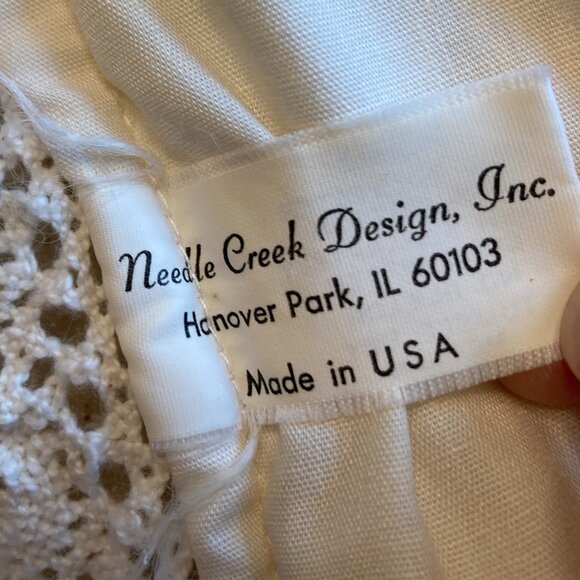 Needle Creek Design, Inc.
Hanover Park, IL 60103
Made in USA